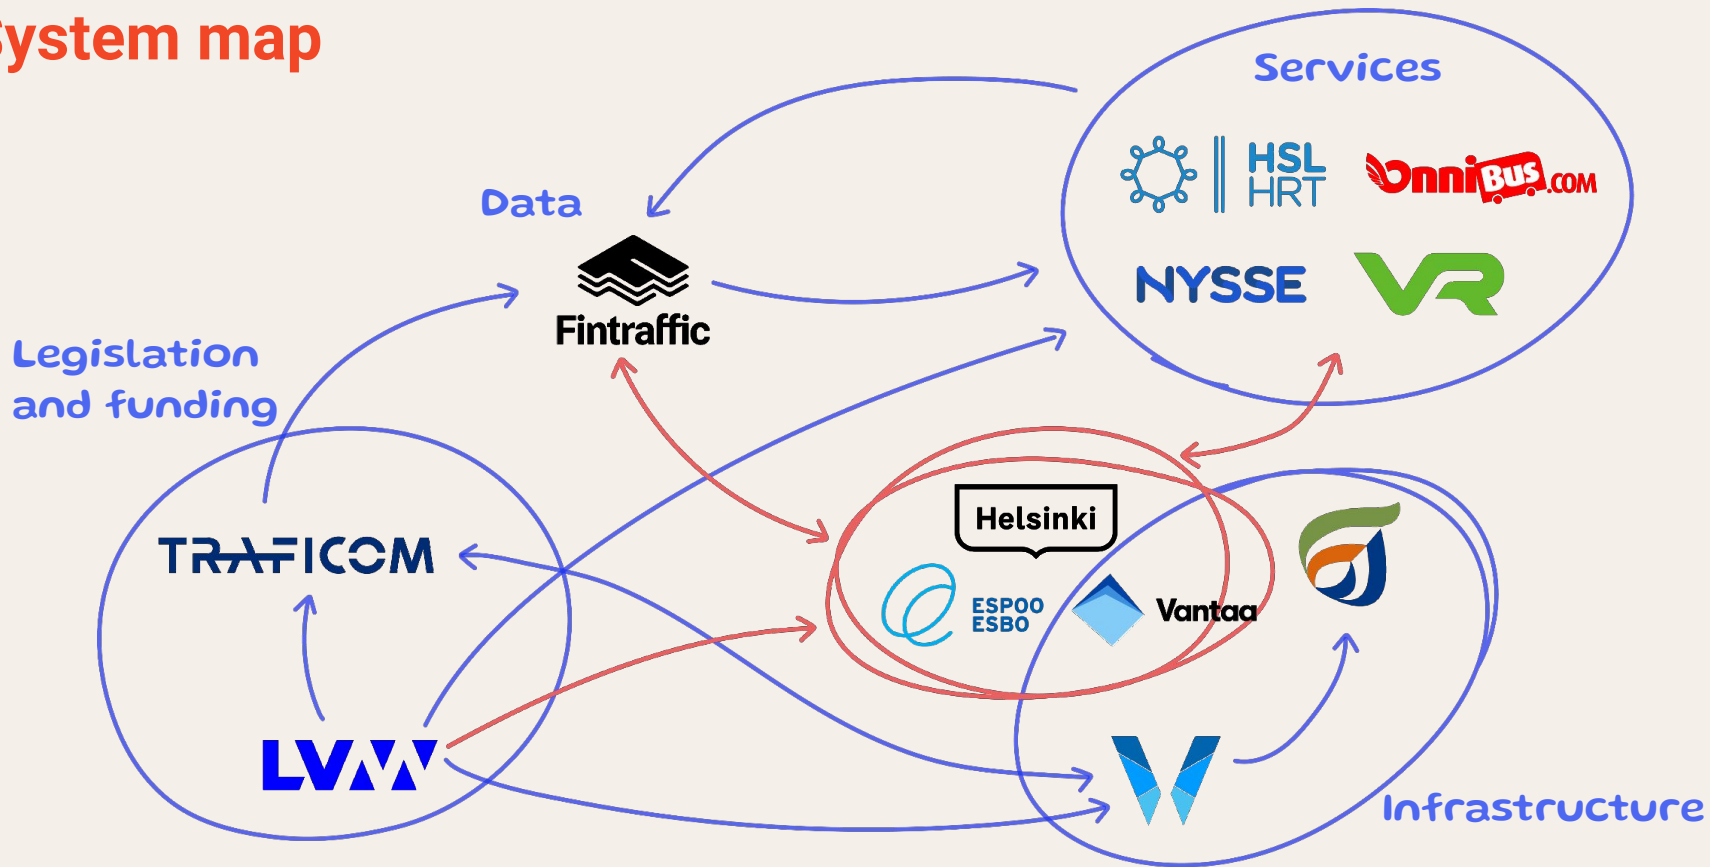 System map
Services
HSL
HRT
OnniBus.COM
Data
NYSSE
VR
Fintraffic
Legislation
and funding
Helsinki
TRAFICOM
ESPOO
ESBO
Vantaa
LVM
Infrastructure